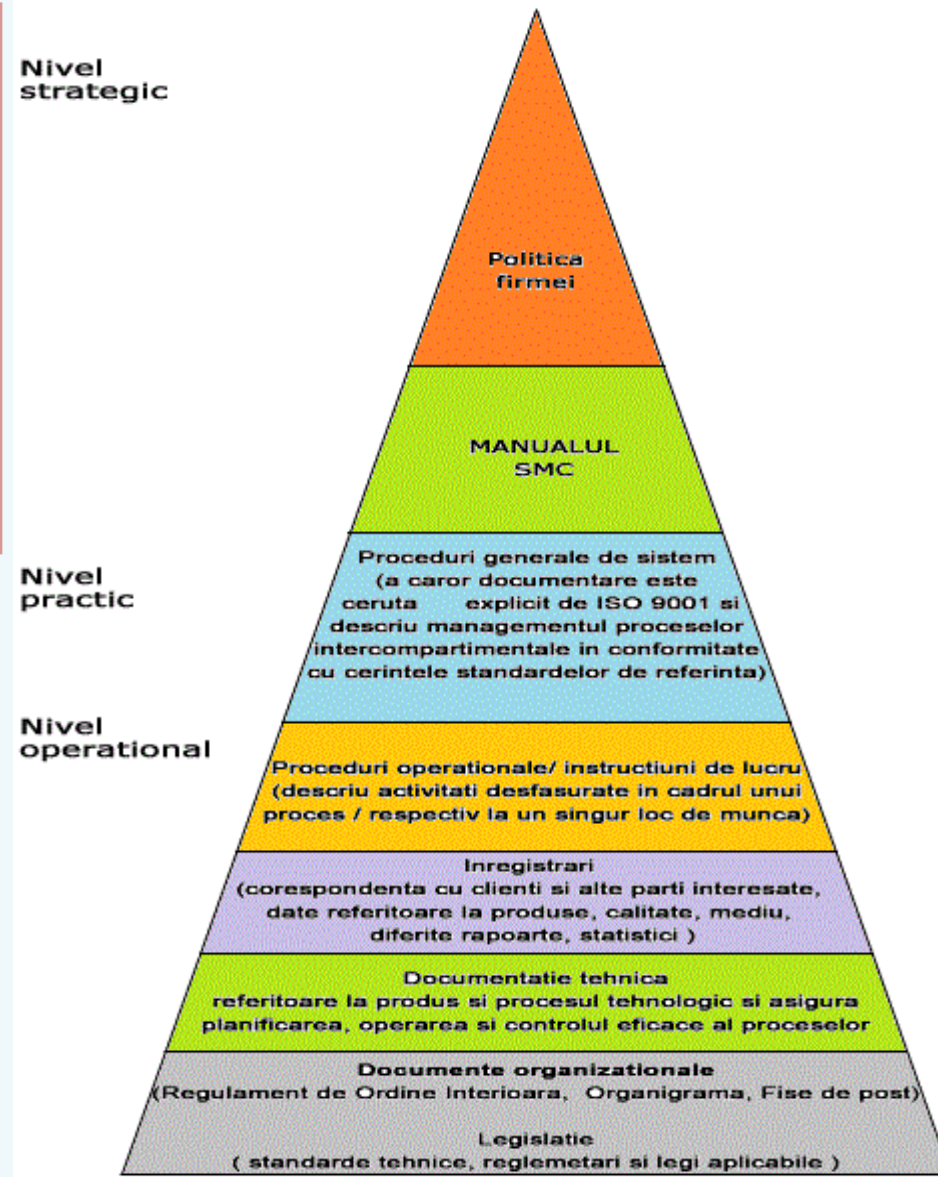 Nivel
strategic
Politica
firmei
MANUALUL
SMC
Nivel
practic
Proceduri generale de sistem
(a caror documentare este
ceruta explicit de ISO 9001 si
descriu managementul proceselor
intercompartimentale in conformitate
cu cerintele standardelor de referinta)
Nivel
operational
Proceduri operationale/ instructiuni de lucru
(descriu activitati desfasurate in cadrul unui
proces / respectiv la un singur loc de munca)
Inregistrari
(corespondenta cu clienti si alte parti interesate,
date referitoare la produse, calitate, mediu,
diferite rapoarte, statistici )
Documentatie tehnica
referitoare la produs si procesul tehnologic si asigura
planificarea, operarea si controlul eficace al proceselor
Documente organizationale
(Regulament de Ordine Interioara, Organigrama, Fise de post)
Legislatie
( standarde tehnice, reglemetari si legi aplicabile )